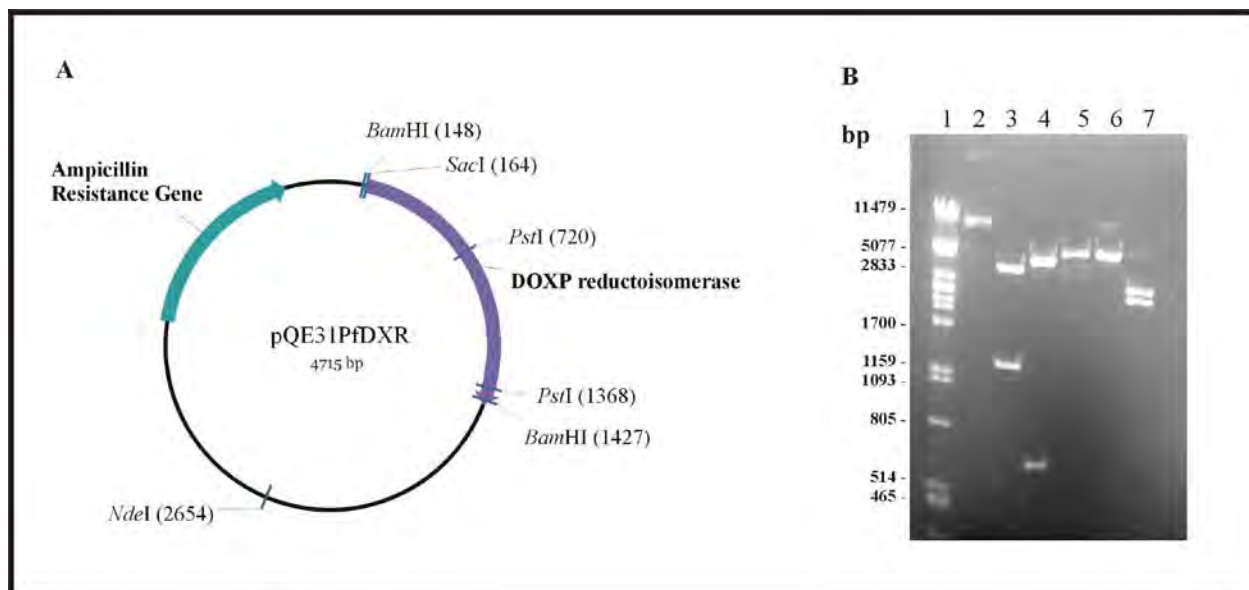 A
BamHI (148)
SacI (164)
Ampicillin
Resistance Gene
PstI (720)
DOXP reductoisomerase
pQE31PfDXR
4715 bp
PstI (1368)
BamHI (1427)
NdeI (2654)
B
1 2 3 4 5 6 7
bp
11479 -
5077 -
2833 -
1700 -
1159 -
1093 -
805 -
514 -
465 -